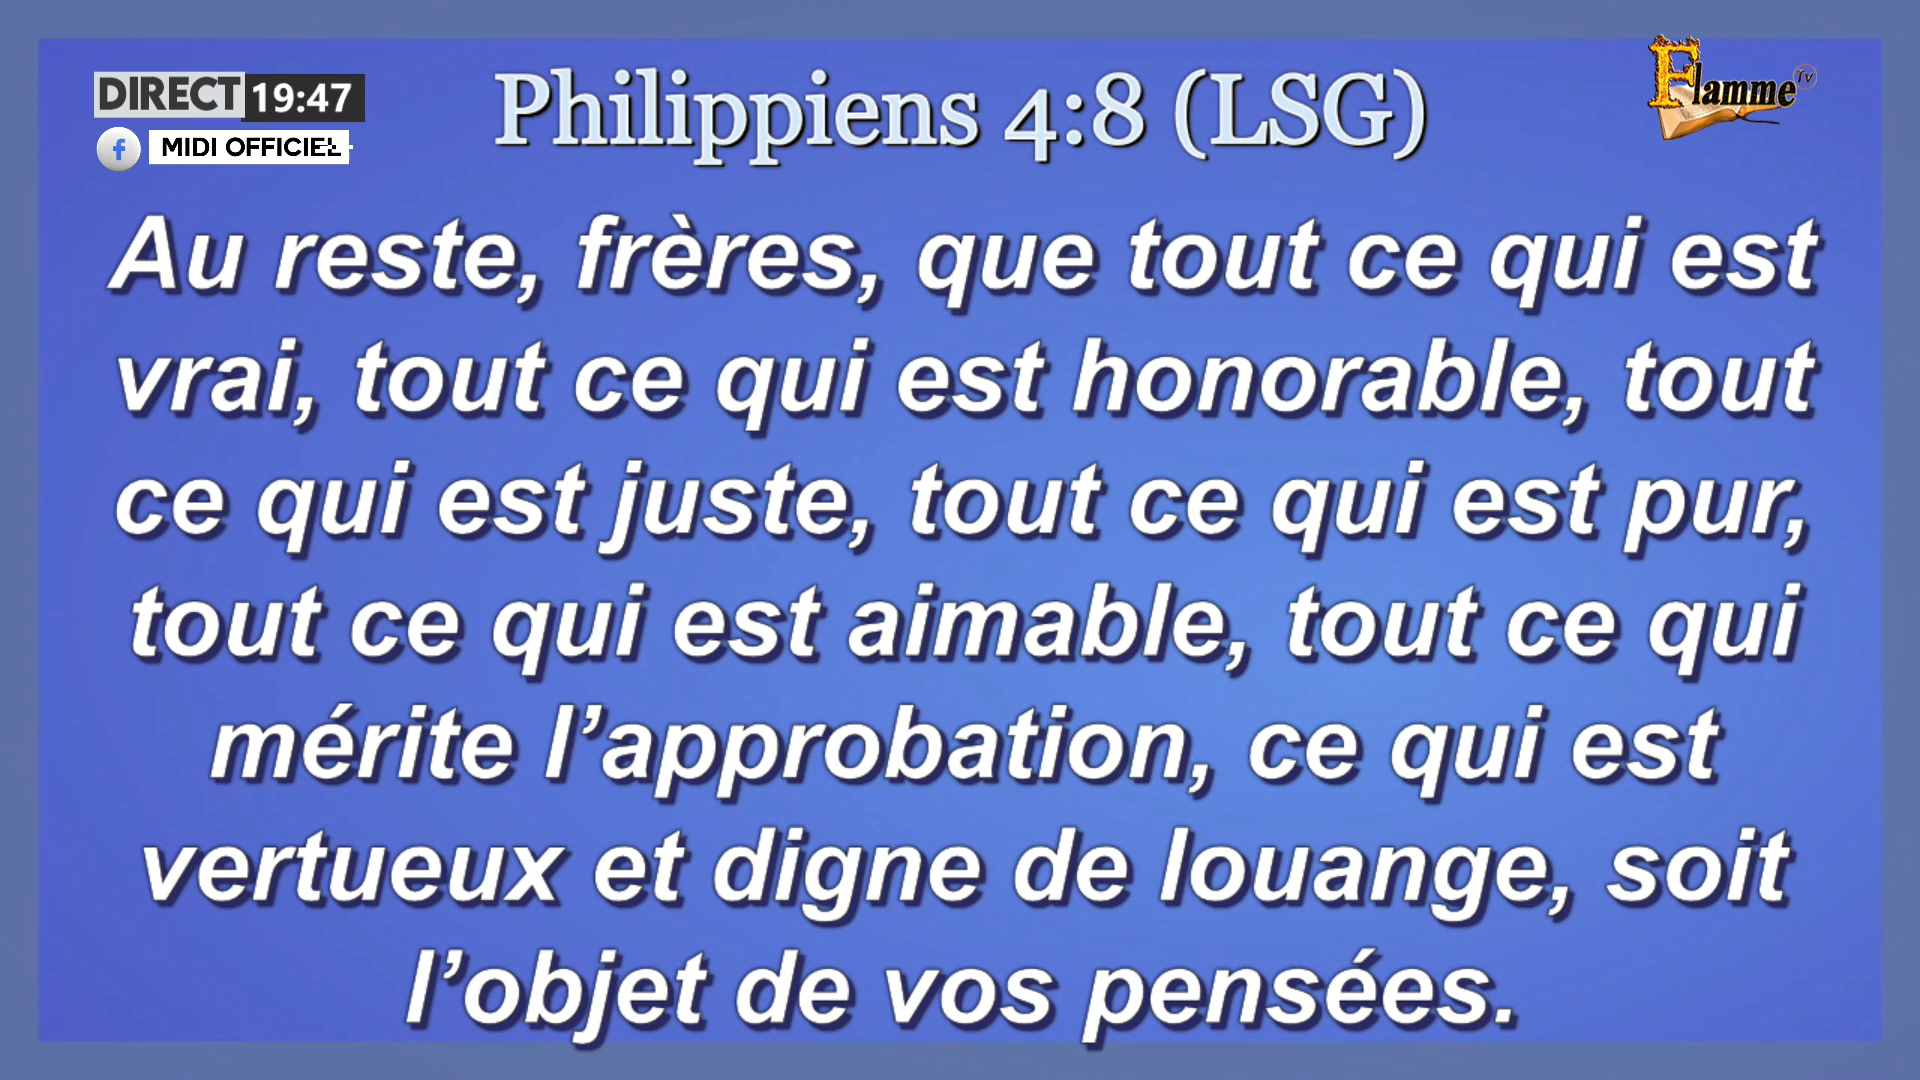 DIRECT 19:47
MIDI OFFICIEL
Philippiens 4:8 (LSG)
Flamme Tv
Au reste, frères, que tout ce qui est
vrai, tout ce qui est honorable, tout
ce qui est juste, tout ce qui est pur,
tout ce qui est aimable, tout ce qui
mérite l’approbation, ce qui est
vertueux et digne de louange, soit
l’objet de vos pensées.